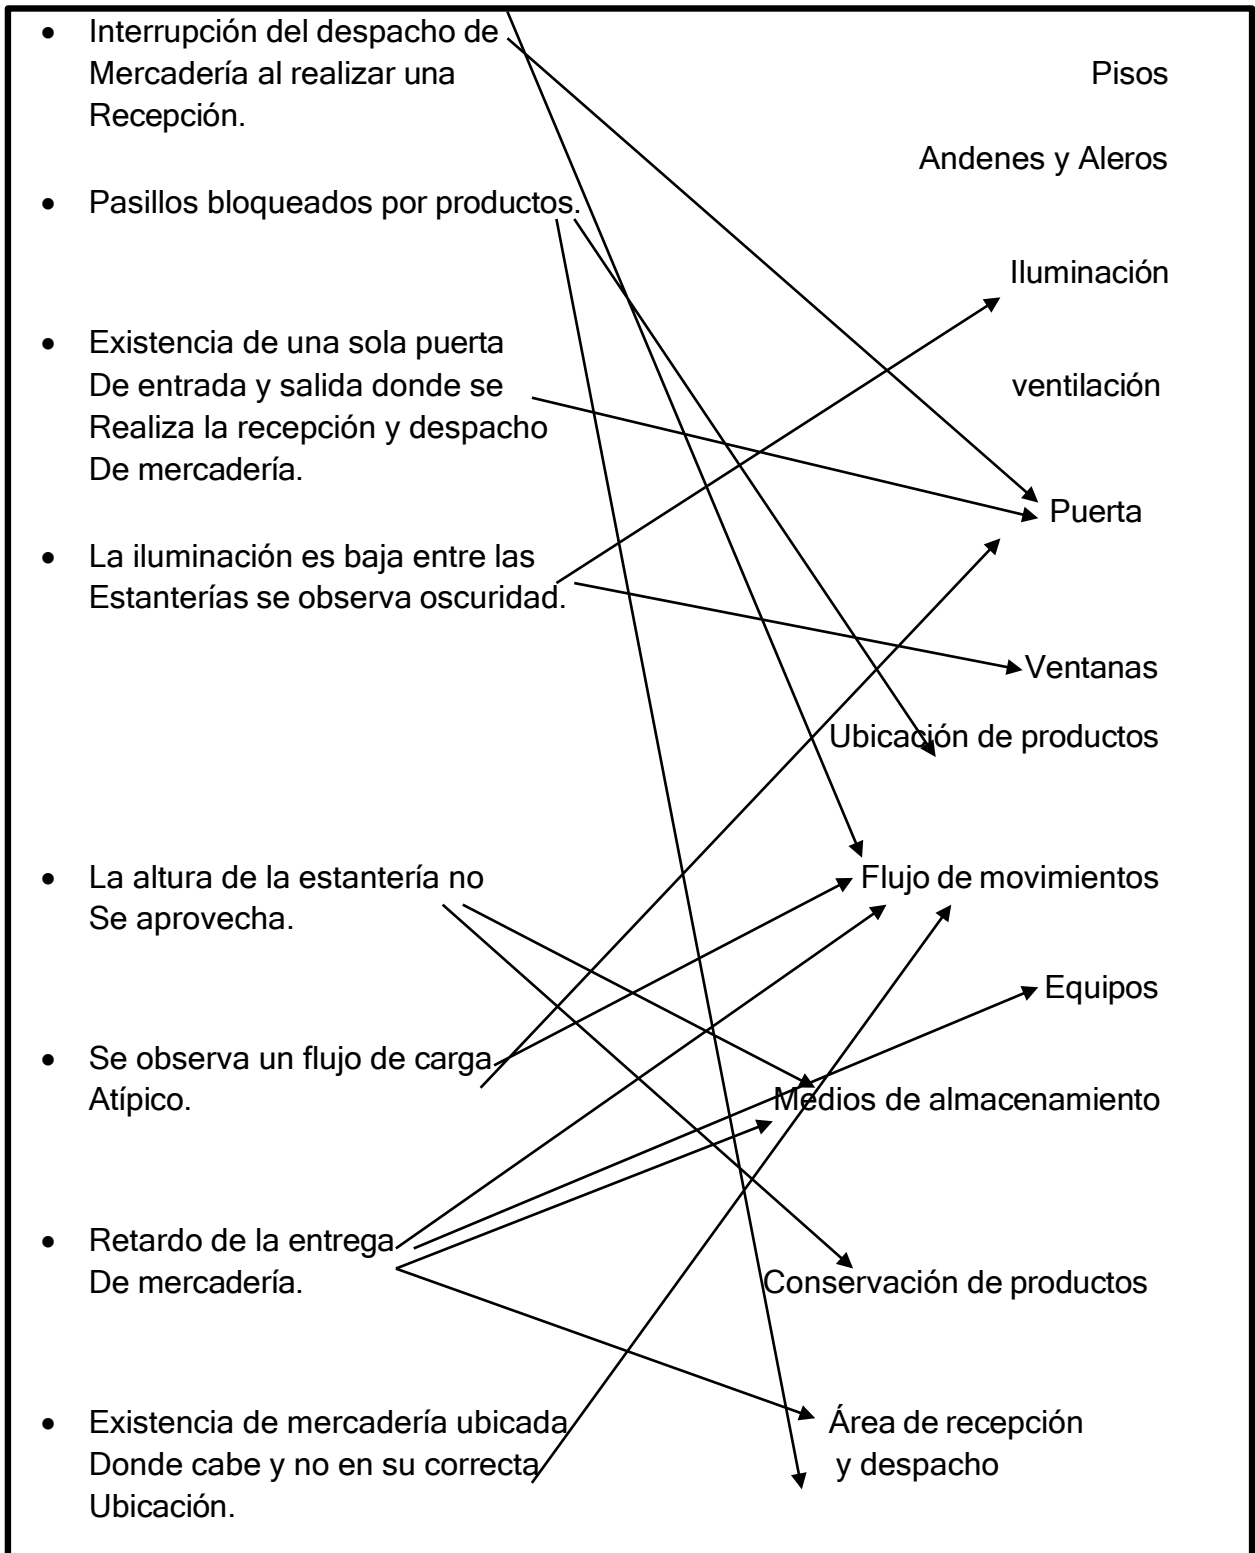 • Interrupción del despacho de
Mercadería al realizar una
Recepción.
• Pasillos bloqueados por productos.
• Existencia de una sola puerta
De entrada y salida donde se
Realiza la recepción y despacho
De mercadería.
• La iluminación es baja entre las
Estanterías se observa oscuridad.
• La altura de la estantería no
Se aprovecha.
• Se observa un flujo de carga
Atípico.
• Retardo de la entrega
De mercadería.
• Existencia de mercadería ubicada
Donde cabe y no en su correcta
Ubicación.
Pisos
Andenes y Aleros
Iluminación
ventilación
Puerta
Ventanas
Ubicación de productos
Flujo de movimientos
Equipos
Medios de almacenamiento
Conservación de productos
Área de recepción
y despacho